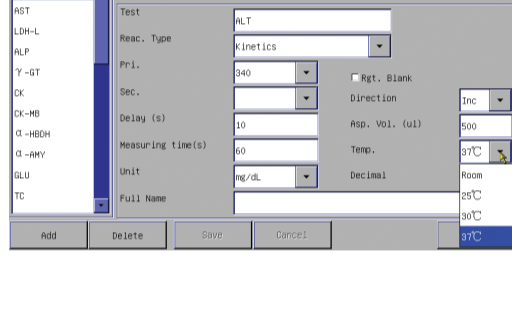 AST
LDH-L
ALP
γ-GT
CK
CK-MB
α-HBDH
α-AMY
GLU
TC
Test
ALT
Reac. Type
Kinetics
Pri.
340
Rgt. Blank
Sec.
Direction
Inc
Delay (s)
10
Asp. Vol. (ul)
500
Measuring time(s)
60
Temp.
37℃
Unit
mg/dL
Decimal
Room
25℃
30℃
37℃
Full Name
Add
Delete
Save
Cancel